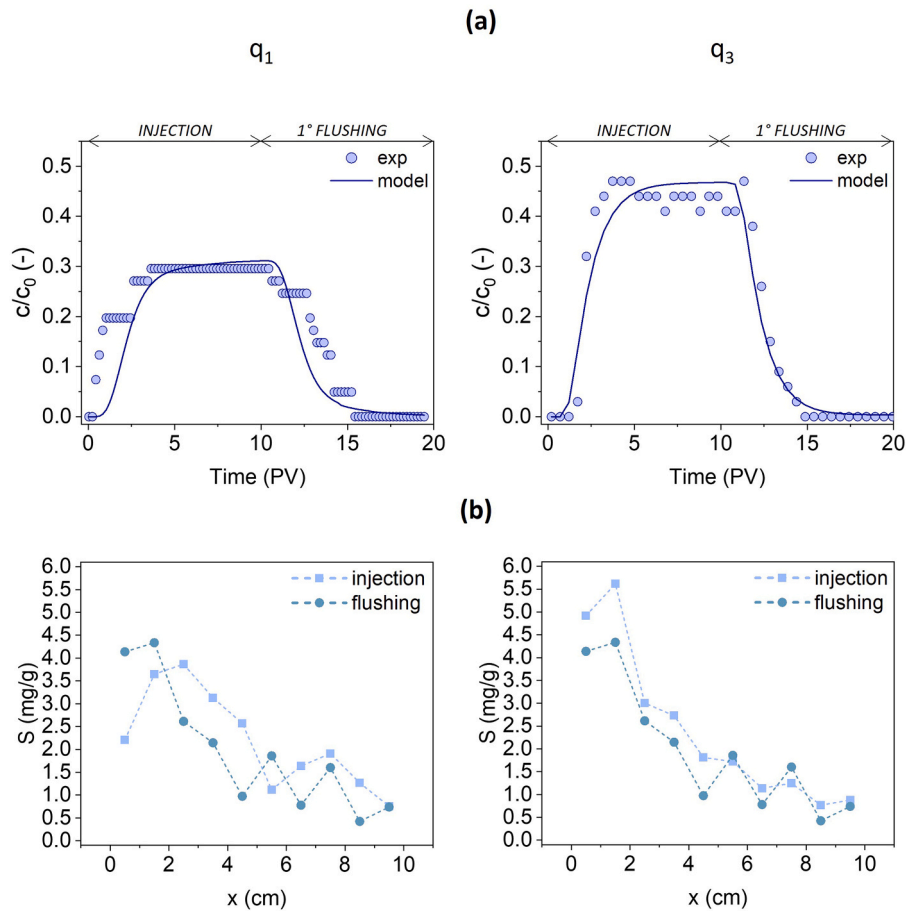 (a)
q1
q3
INJECTION
1° FLUSHING
INJECTION
1° FLUSHING
0.5
0.4
0.3
0.2
0.1
0.0
c/c0 (-)
exp
model
0
5
10
15
20
Time (PV)
0.5
0.4
0.3
0.2
0.1
0.0
c/c0 (-)
exp
model
0
5
10
15
20
Time (PV)
(b)
6.0
5.5
5.0
4.5
4.0
3.5
3.0
2.5
2.0
1.5
1.0
0.5
0.0
S (mg/g)
injection
flushing
0
2
4
6
8
10
x (cm)
6.0
5.5
5.0
4.5
4.0
3.5
3.0
2.5
2.0
1.5
1.0
0.5
0.0
S (mg/g)
injection
flushing
0
2
4
6
8
10
x (cm)